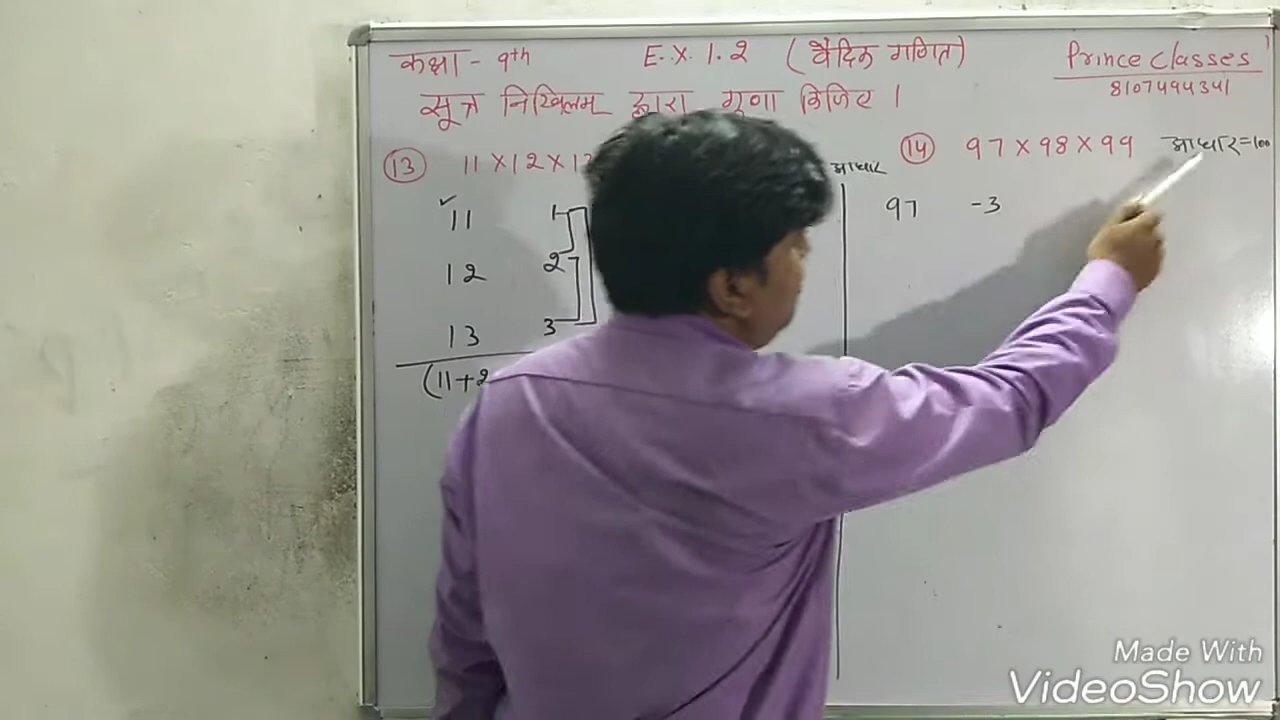 कक्षा - 9th E.x. 1.2 (वैदिक गणित)
Prince Classes
8107494341
सूत्र निखिलम् द्वारा गुणा किजिए ।
(13) 11 x 12 x 13 आधार
✓11 1
12 2
13 3
(11+2
(14) 97 x 98 x 99 आधार=100
97 -3
Made With
VideoShow